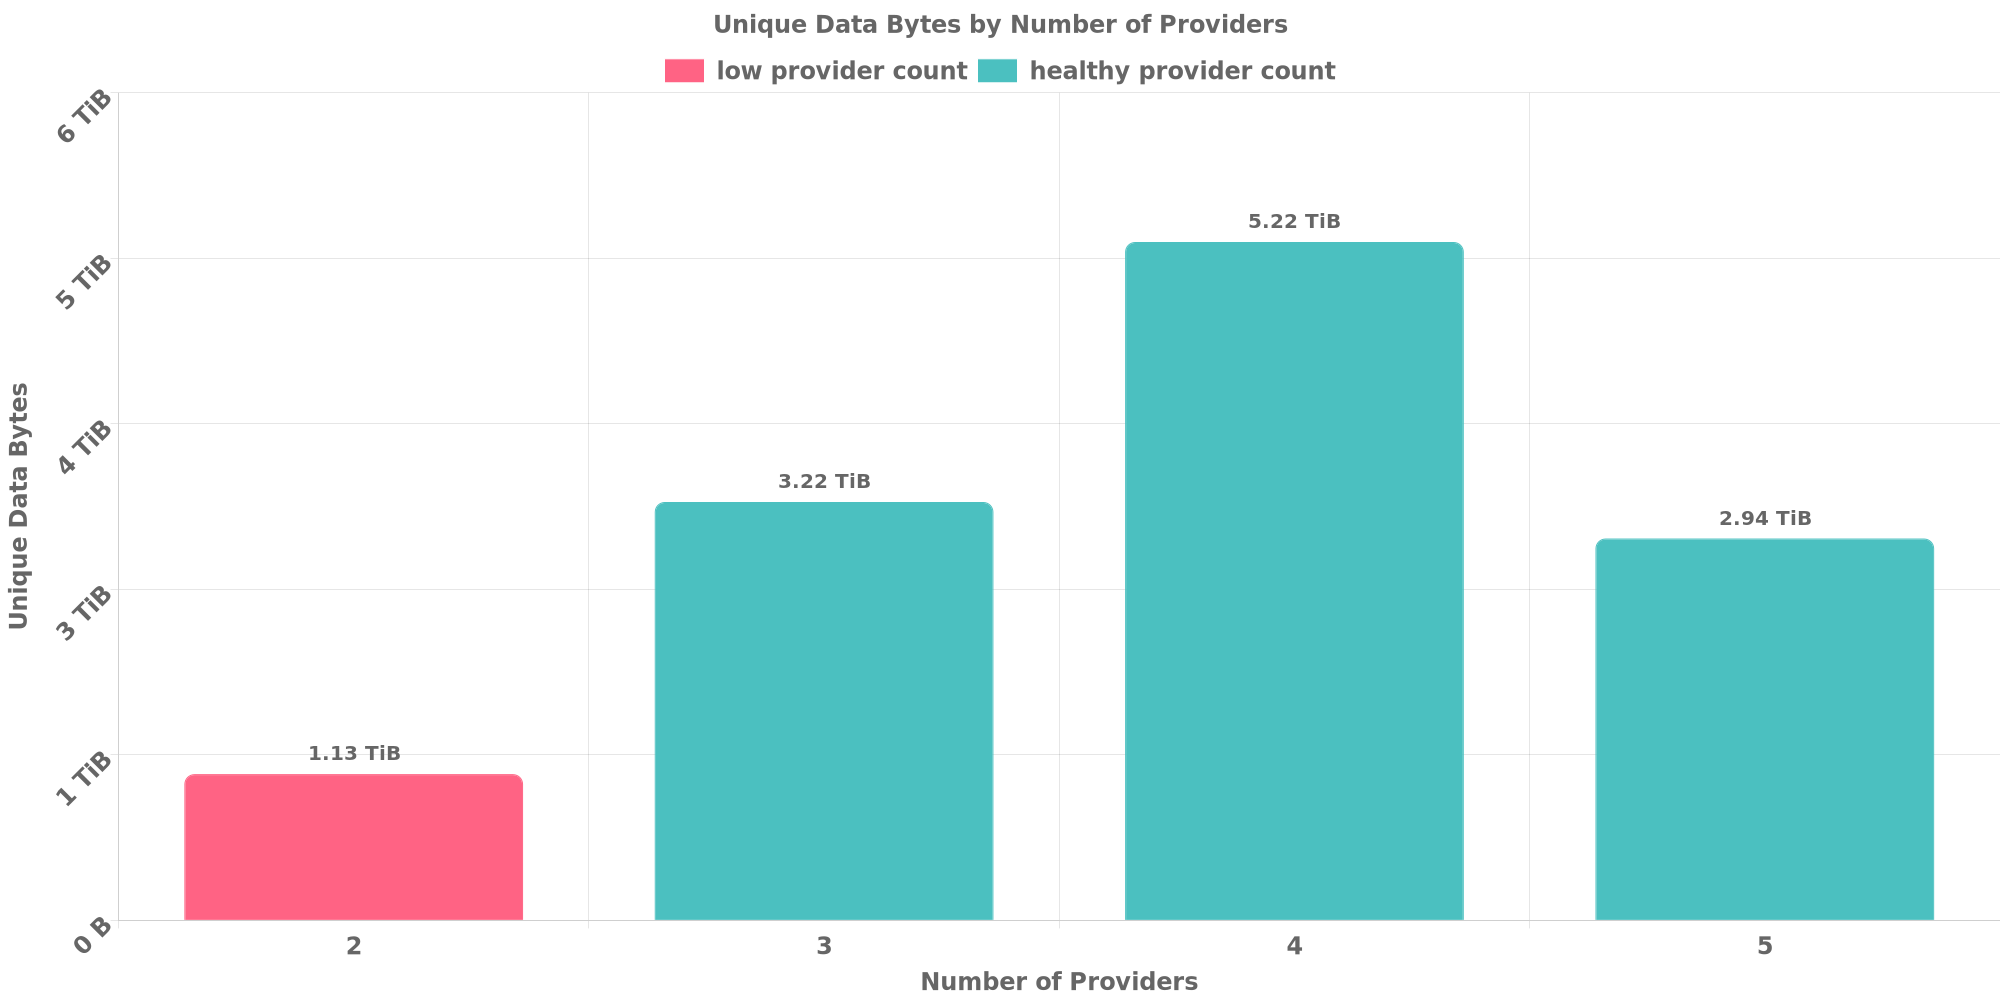 Unique Data Bytes by Number of Providers
low provider count healthy provider count
6 TiB
5 TiB
4 TiB
3 TiB
1 TiB
0 B
Unique Data Bytes
1.13 TiB
3.22 TiB
5.22 TiB
2.94 TiB
2 3 4 5
Number of Providers